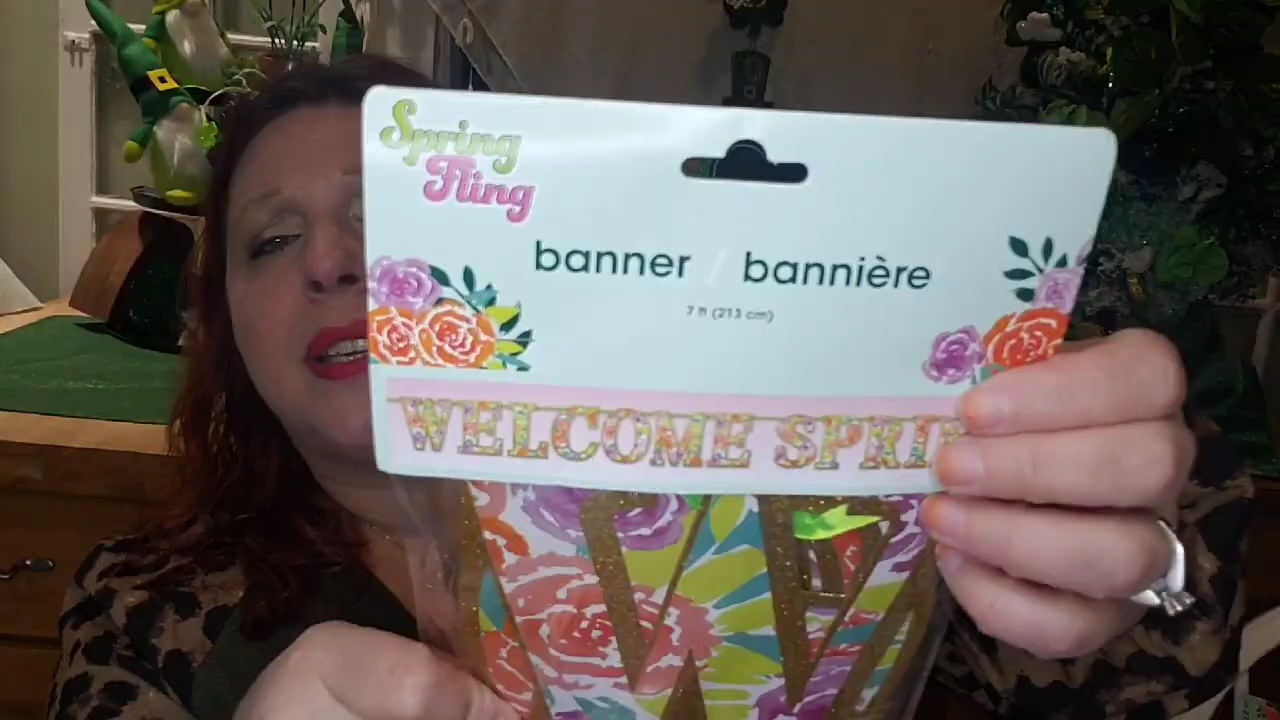 Spring
Fling
banner / bannière
7 ft (213 cm)
WELCOME SPRI
W